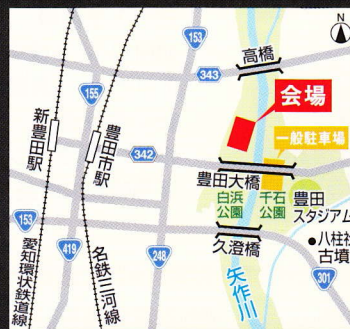 N
153
高橋
343
155
会場
新豊田駅
豊田市駅
342
一般駐車場
豊田大橋
白浜
公園
千石
公園
豊田
スタジアム
153
久澄橋
八柱社
古墳
419
248
301
愛知環状鉄道線
名鉄三河線
矢作川